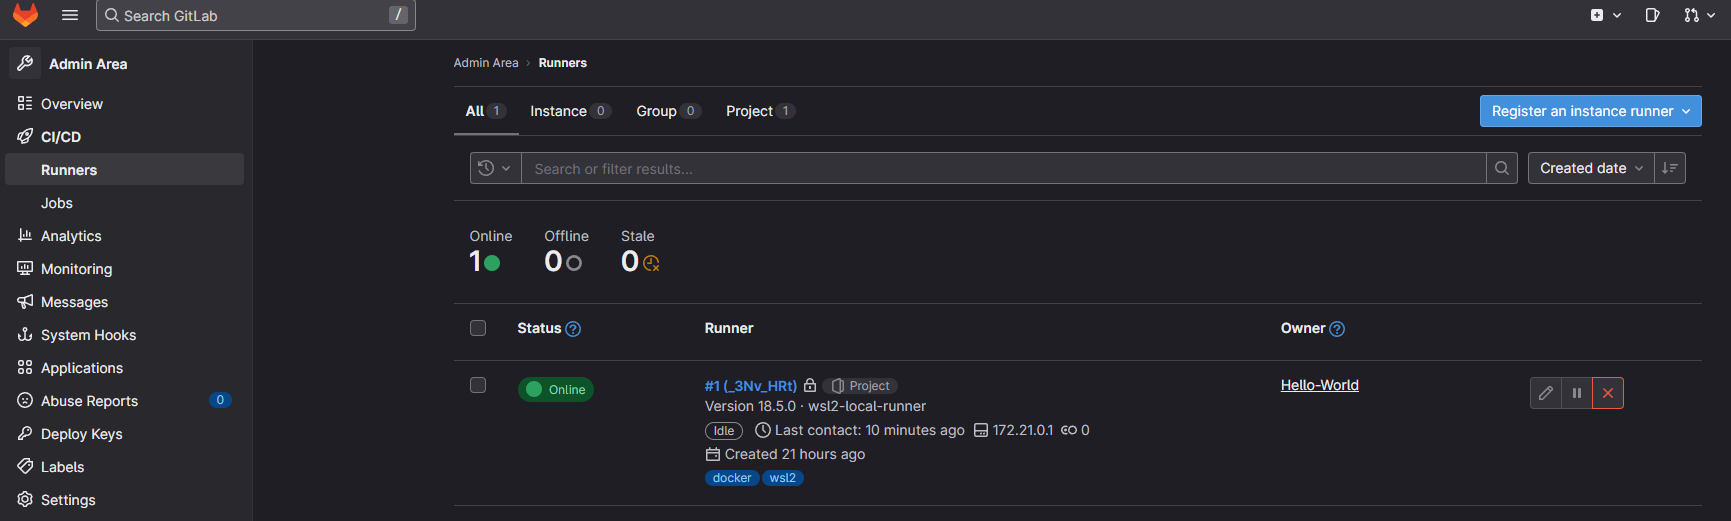 Search GitLab /
Admin Area
Overview
CI/CD
Runners
Jobs
Analytics
Monitoring
Messages
System Hooks
Applications
Abuse Reports 0
Deploy Keys
Labels
Settings
Admin Area › Runners
All 1 Instance 0 Group 0 Project 1 Register an instance runner
Search or filter results... Created date
Online Offline Stale
1 0 0
Status ? Runner Owner ?
Online #1 (_3Nv_HRt) Project Hello-World
Version 18.5.0 · wsl2-local-runner
Idle Last contact: 10 minutes ago 172.21.0.1 0
Created 21 hours ago
docker wsl2